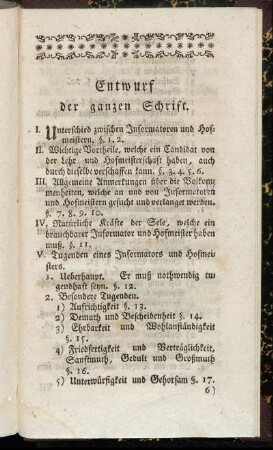 Entwurf
der ganzen Schrift.
I. Unterschied zwischen Informatoren und Hof-
meistern. §. 1. 2.
II. Wichtige Vortheile, welche ein Candidat von
der Lehr- und Hofmeisterschaft haben, auch
durch dieselbe verschaffen kann. §. 3. 4. 5. 6.
III. Allgemeine Anmerkungen über die Vollkom-
menheiten, welche an und von Informatoren
und Hofmeistern gesucht und verlanget werden.
§. 7. 8. 9. 10.
IV. Natürliche Kräfte der Sele, welche ein
brauchbarer Informator und Hofmeister haben
muß. §. 11.
V. Tugenden eines Informators und Hofmei-
sters.
1. Ueberhaupt. Er muß nothwendig tu-
gendhaft seyn. §. 12.
2. Besondere Tugenden.
1) Aufrichtigkeit §. 13.
2) Demuth und Bescheidenheit §. 14.
3) Ehrbarkeit und Wohlanständigkeit
§. 15.
4) Friedfertigkeit und Verträglichkeit,
Sanftmuth, Gedult und Großmuth
§. 16.
5) Unterwürfigkeit und Gehorsam §. 17.
6)